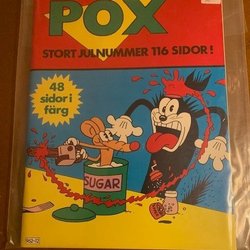 POX
STORT JULNUMMER 116 SIDOR!
48
sidor i
färg
SUGAR